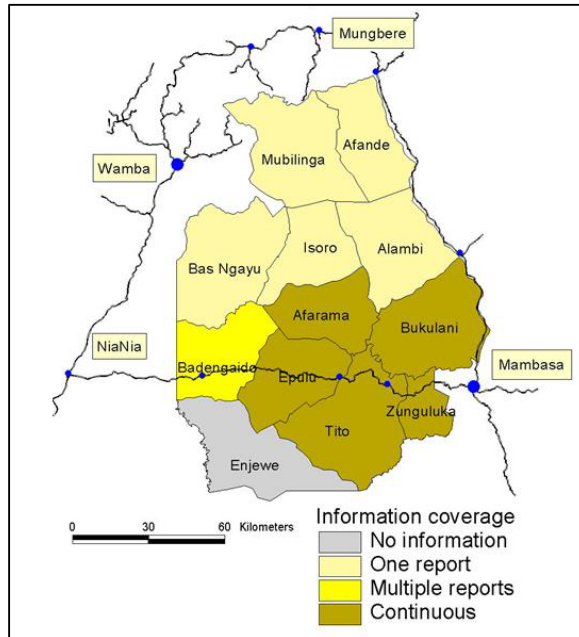 Mungbere
Afande
Mubilinga
Wamba
Isoro
Alambi
Bas Ngayu
Afarama
Bukulani
NiaNia
Badengaido
Epulu
Mambasa
Zunguluka
Tito
Enjewe
0 30 60 Kilometers
Information coverage
No information
One report
Multiple reports
Continuous